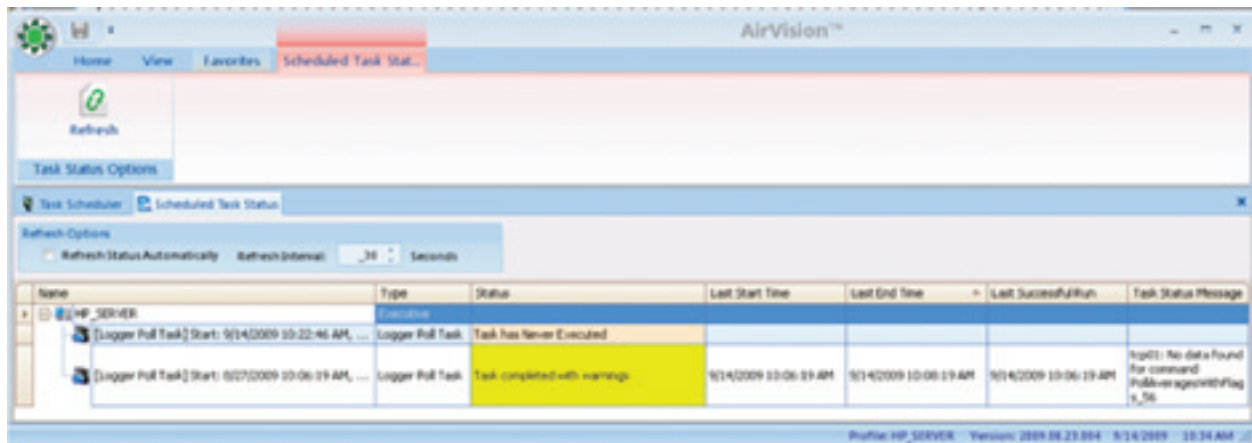 AirVision™
Home View Favorites Scheduled Task Stat...
Refresh
Task Status Options
Task Scheduler Scheduled Task Status
Refresh Options
Refresh Status Automatically Refresh Interval: 30 Seconds
Name Type Status Last Start Time Last End Time Last Successful Run Task Status Message
HP_SERVER Executive
[Logger Poll Task] Start: 9/14/2009 10:22:46 AM, ... Logger Poll Task Task has Never Executed
[Logger Poll Task] Start: 8/27/2009 10:06:19 AM, ... Logger Poll Task Task completed with warnings 9/14/2009 10:06:19 AM 9/14/2009 10:08:19 AM 9/14/2009 10:06:19 AM
tcp01: No data found
for command
PollAveragesWithFlag
s_56
Profile: HP_SERVER Version: 2009.08.23.004 9/14/2009 10:34 AM